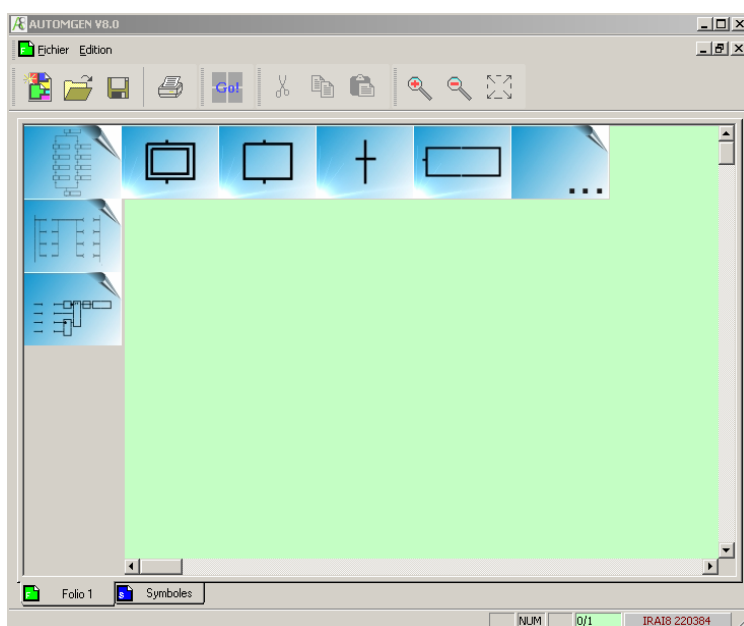 AUTOMGEN V8.0
Fichier Edition
Go!
...
Folio 1 Symboles
NUM 0/1 IRAI8 220384